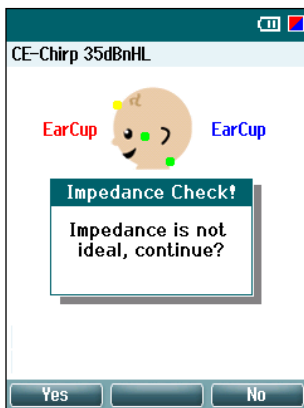 CE-Chirp 35dBnHL
EarCup EarCup
Impedance Check!
Impedance is not
ideal, continue?
Yes No